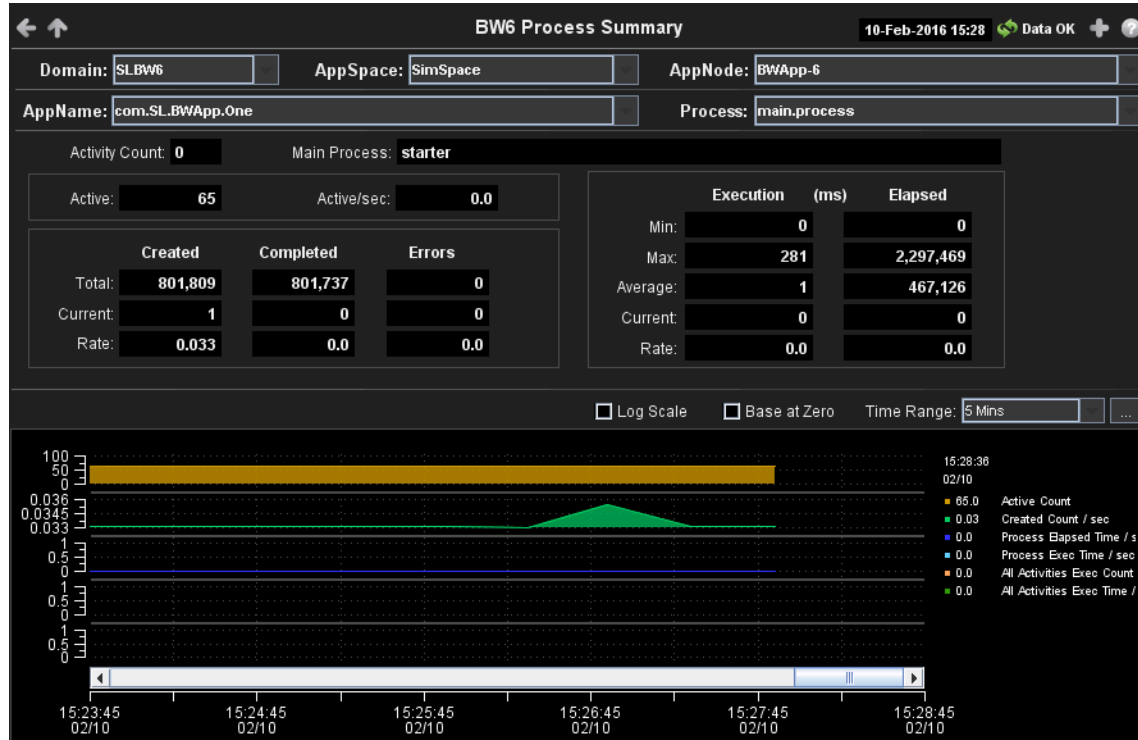 BW6 Process Summary 10-Feb-2016 15:28 Data OK
Domain: SLBW6 AppSpace: SimSpace AppNode: BWApp-6
AppName: com.SL.BWApp.One Process: main.process
Activity Count: 0 Main Process: starter
Active: 65 Active/sec: 0.0
Created Completed Errors
Total: 801,809 801,737 0
Current: 1 0 0
Rate: 0.033 0.0 0.0
Execution (ms) Elapsed
Min: 0 0
Max: 281 2,297,469
Average: 1 467,126
Current: 0 0
Rate: 0.0 0.0
Log Scale Base at Zero Time Range: 5 Mins ...
100
50
0
0.036
0.0345
0.033
1
0.5
0
1
0.5
0
1
0.5
0
15:28:36
02/10
65.0 Active Count
0.03 Created Count / sec
0.0 Process Elapsed Time / s
0.0 Process Exec Time / sec
0.0 All Activities Exec Count
0.0 All Activities Exec Time /
15:23:45 15:24:45 15:25:45 15:26:45 15:27:45 15:28:45
02/10 02/10 02/10 02/10 02/10 02/10